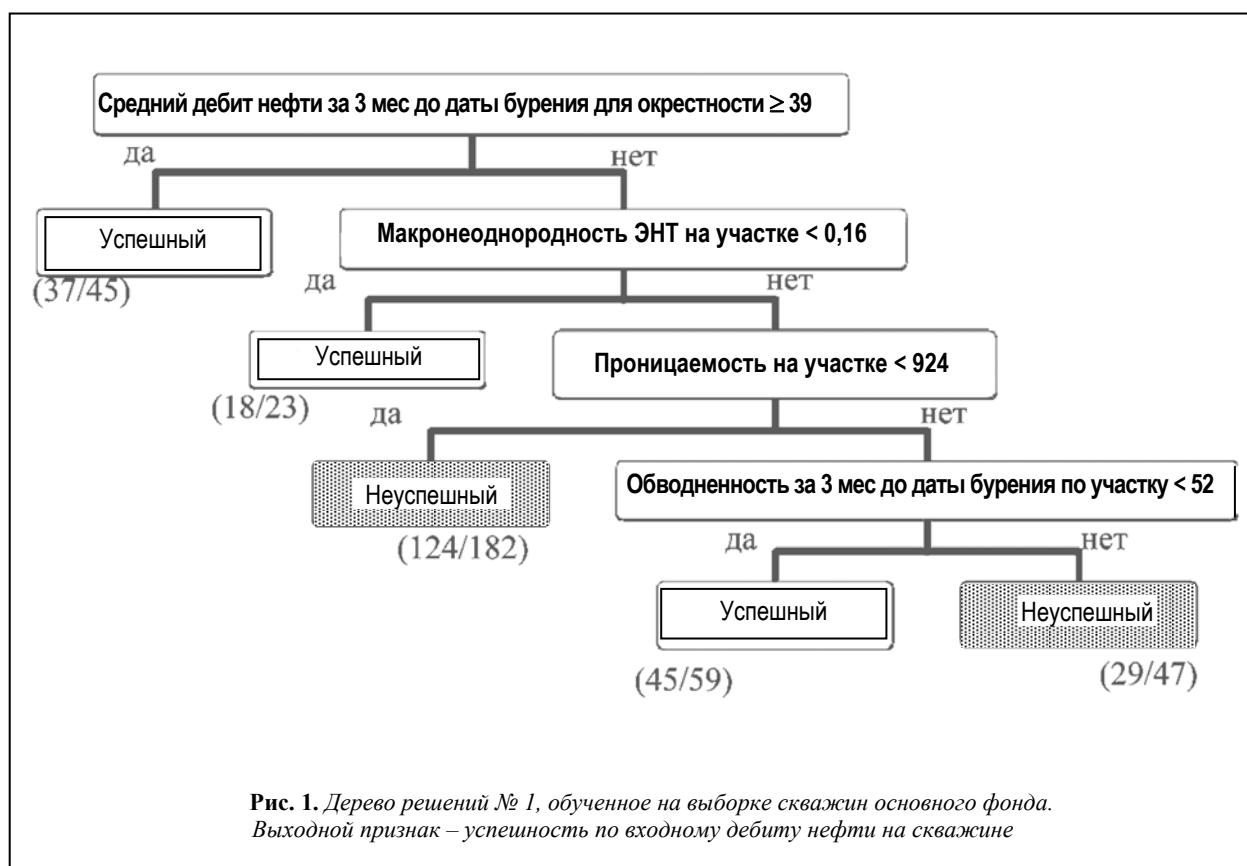 Средний дебит нефти за 3 мес до даты бурения для окрестности ≥ 39
да
нет
Успешный
(37/45)
Макронеоднородность ЭНТ на участке < 0,16
да
нет
Успешный
(18/23)
Проницаемость на участке < 924
да
нет
Неуспешный
(124/182)
Обводненность за 3 мес до даты бурения по участку < 52
да
нет
Успешный
(45/59)
Неуспешный
(29/47)
Рис. 1. Дерево решений № 1, обученное на выборке скважин основного фонда.
Выходной признак – успешность по входному дебиту нефти на скважине